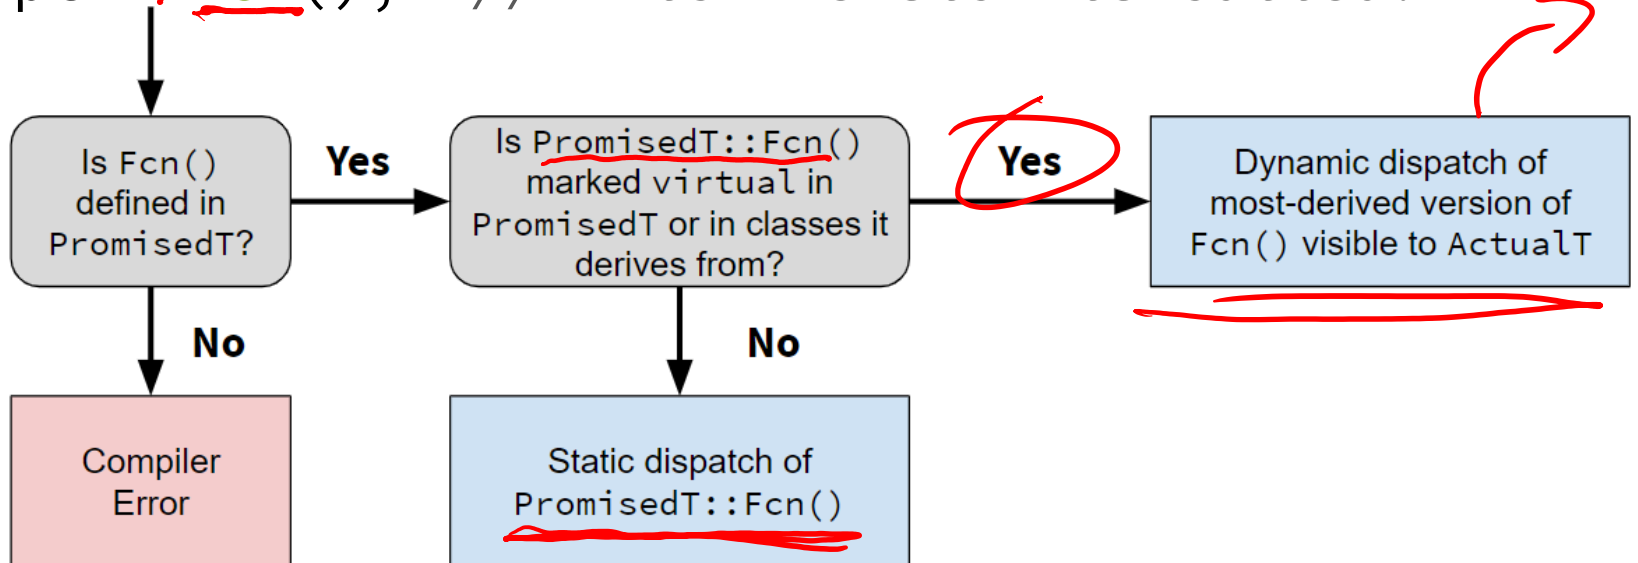 Is Fcn()
defined in
PromisedT?
Yes
Is PromisedT::Fcn()
marked virtual in
PromisedT or in classes it
derives from?
Yes
Dynamic dispatch of
most-derived version of
Fcn() visible to ActualT
No
No
Compiler
Error
Static dispatch of
PromisedT::Fcn()